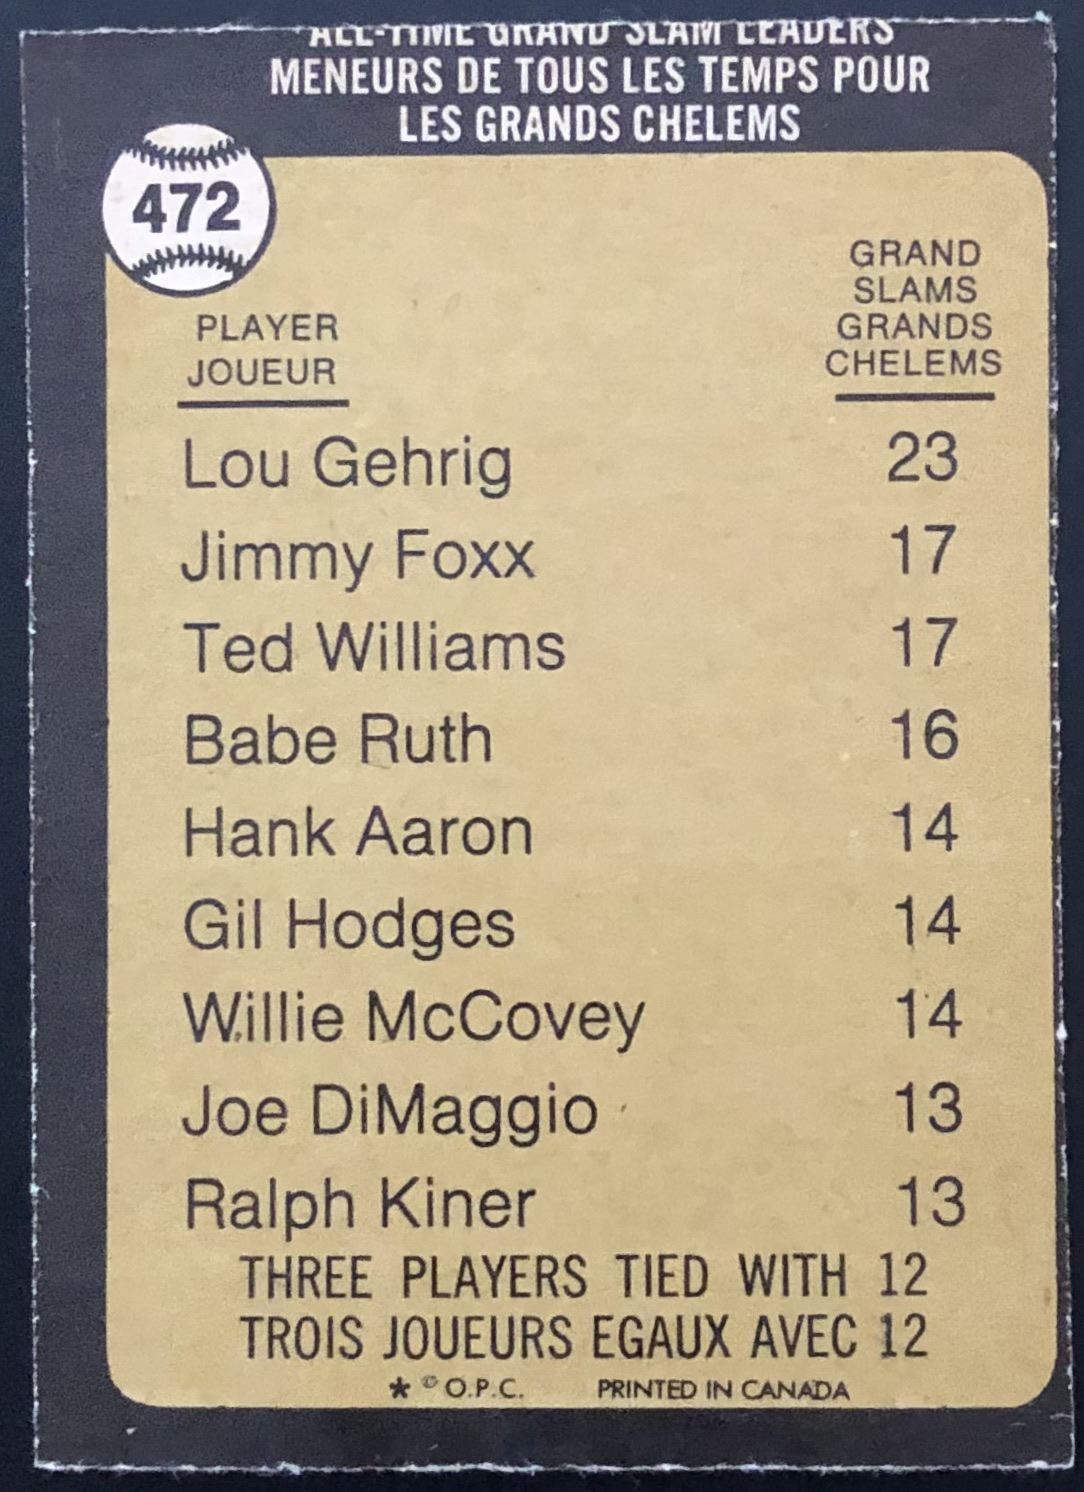 ALL-TIME GRAND SLAM LEADERS
MENEURS DE TOUS LES TEMPS POUR
LES GRANDS CHELEMS
472
PLAYER
JOUEUR
GRAND
SLAMS
GRANDS
CHELEMS
Lou Gehrig 23
Jimmy Foxx 17
Ted Williams 17
Babe Ruth 16
Hank Aaron 14
Gil Hodges 14
Willie McCovey 14
Joe DiMaggio 13
Ralph Kiner 13
THREE PLAYERS TIED WITH 12
TROIS JOUEURS EGAUX AVEC 12
* © O.P.C. PRINTED IN CANADA